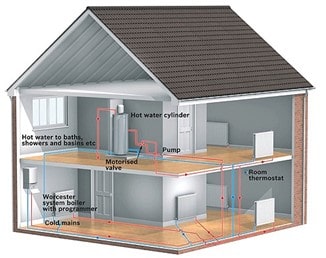 Hot water cylinder
Hot water to baths,
showers and basins etc
Pump
Motorised
valve
Room
thermostat
Worcester
system boiler
with programmer
Cold mains